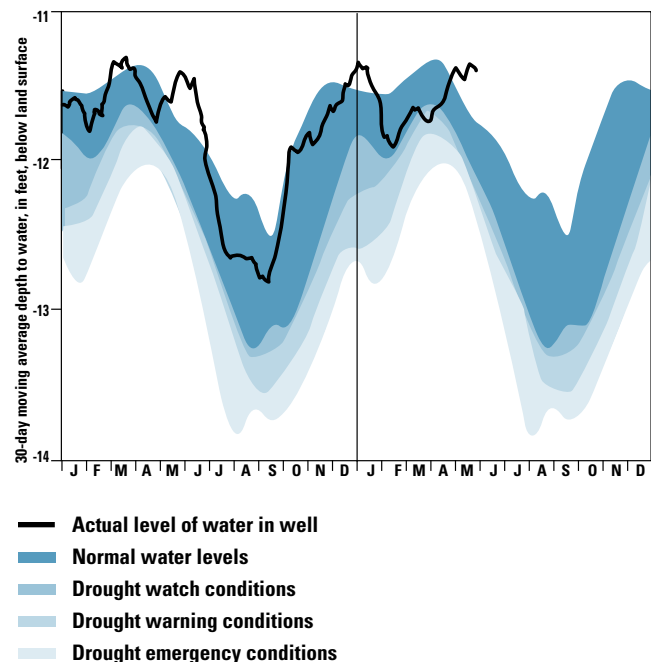 30-day moving average depth to water, in feet, below land surface
-11
-12
-13
-14
J F M A M J J A S O N D J F M A M J J A S O N D
Actual level of water in well
Normal water levels
Drought watch conditions
Drought warning conditions
Drought emergency conditions